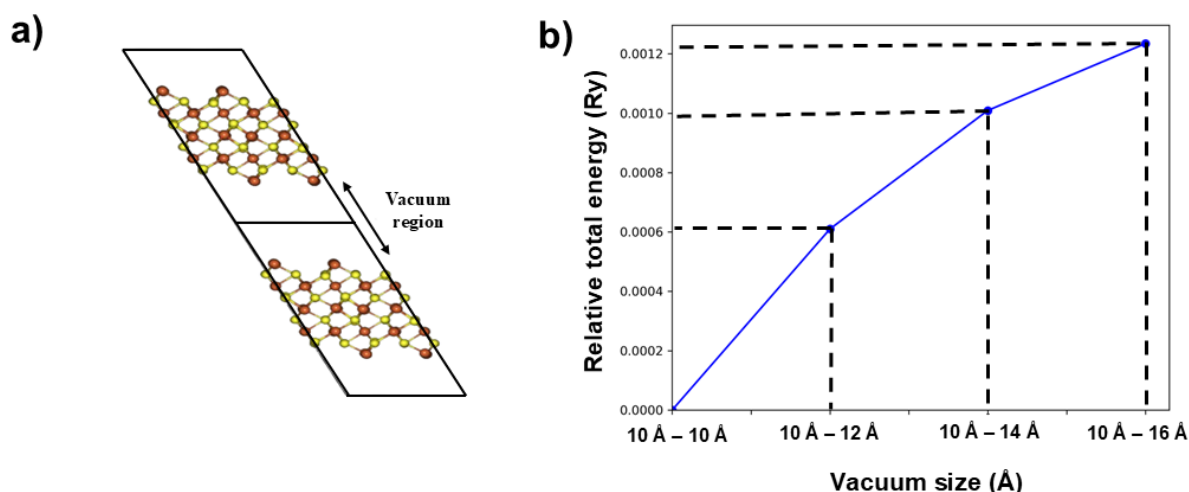 a)
Vacuum
region
b)
Relative total energy (Ry)
0.0012
0.0010
0.0008
0.0006
0.0004
0.0002
0.0000
10 Å – 10 Å
10 Å – 12 Å
10 Å – 14 Å
10 Å – 16 Å
Vacuum size (Å)